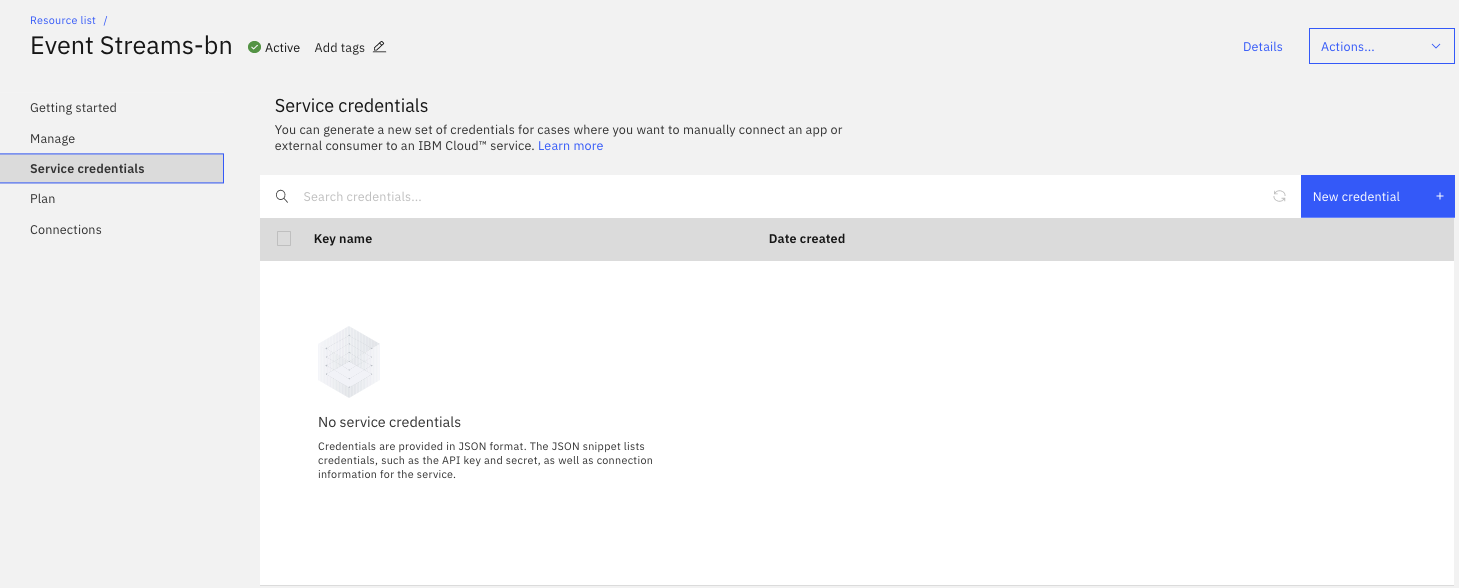 Resource list /
Event Streams-bn
Active
Add tags
Details
Actions...
Getting started
Manage
Service credentials
Plan
Connections
Service credentials
You can generate a new set of credentials for cases where you want to manually connect an app or
external consumer to an IBM Cloud™ service. Learn more
Search credentials...
New credential +
Key name
Date created
No service credentials
Credentials are provided in JSON format. The JSON snippet lists
credentials, such as the API key and secret, as well as connection
information for the service.